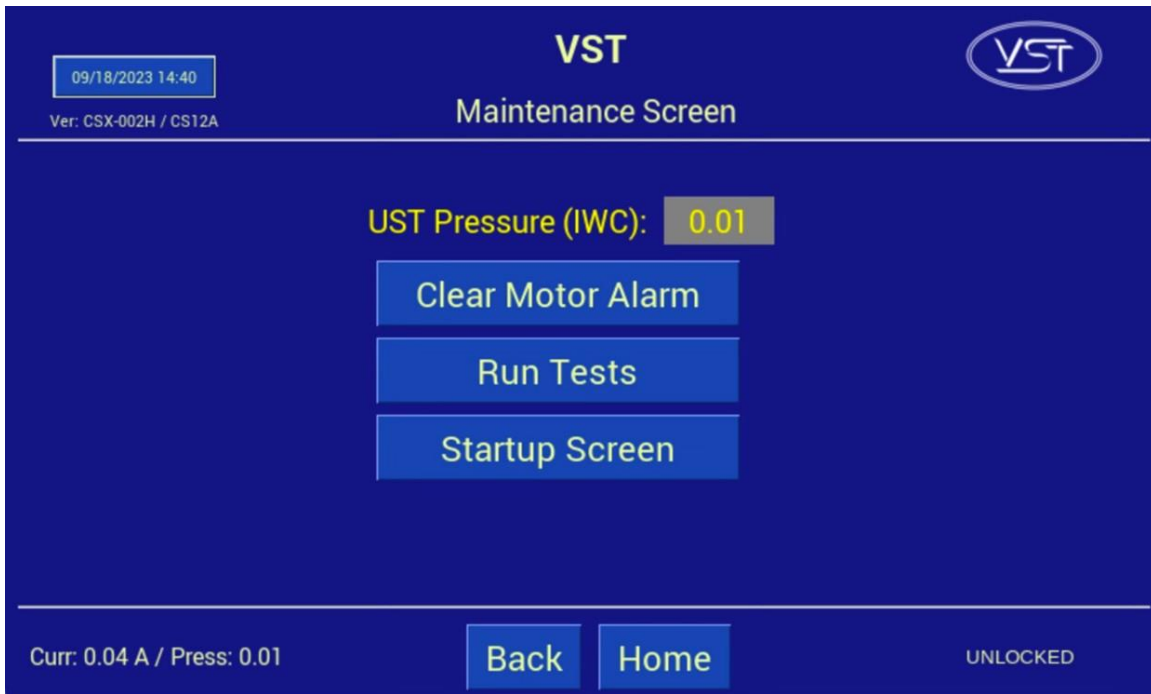 VST
09/18/2023 14:40
Ver: CSX-002H / CS12A
Maintenance Screen
VST
UST Pressure (IWC): 0.01
Clear Motor Alarm
Run Tests
Startup Screen
Curr: 0.04 A / Press: 0.01
Back
Home
UNLOCKED